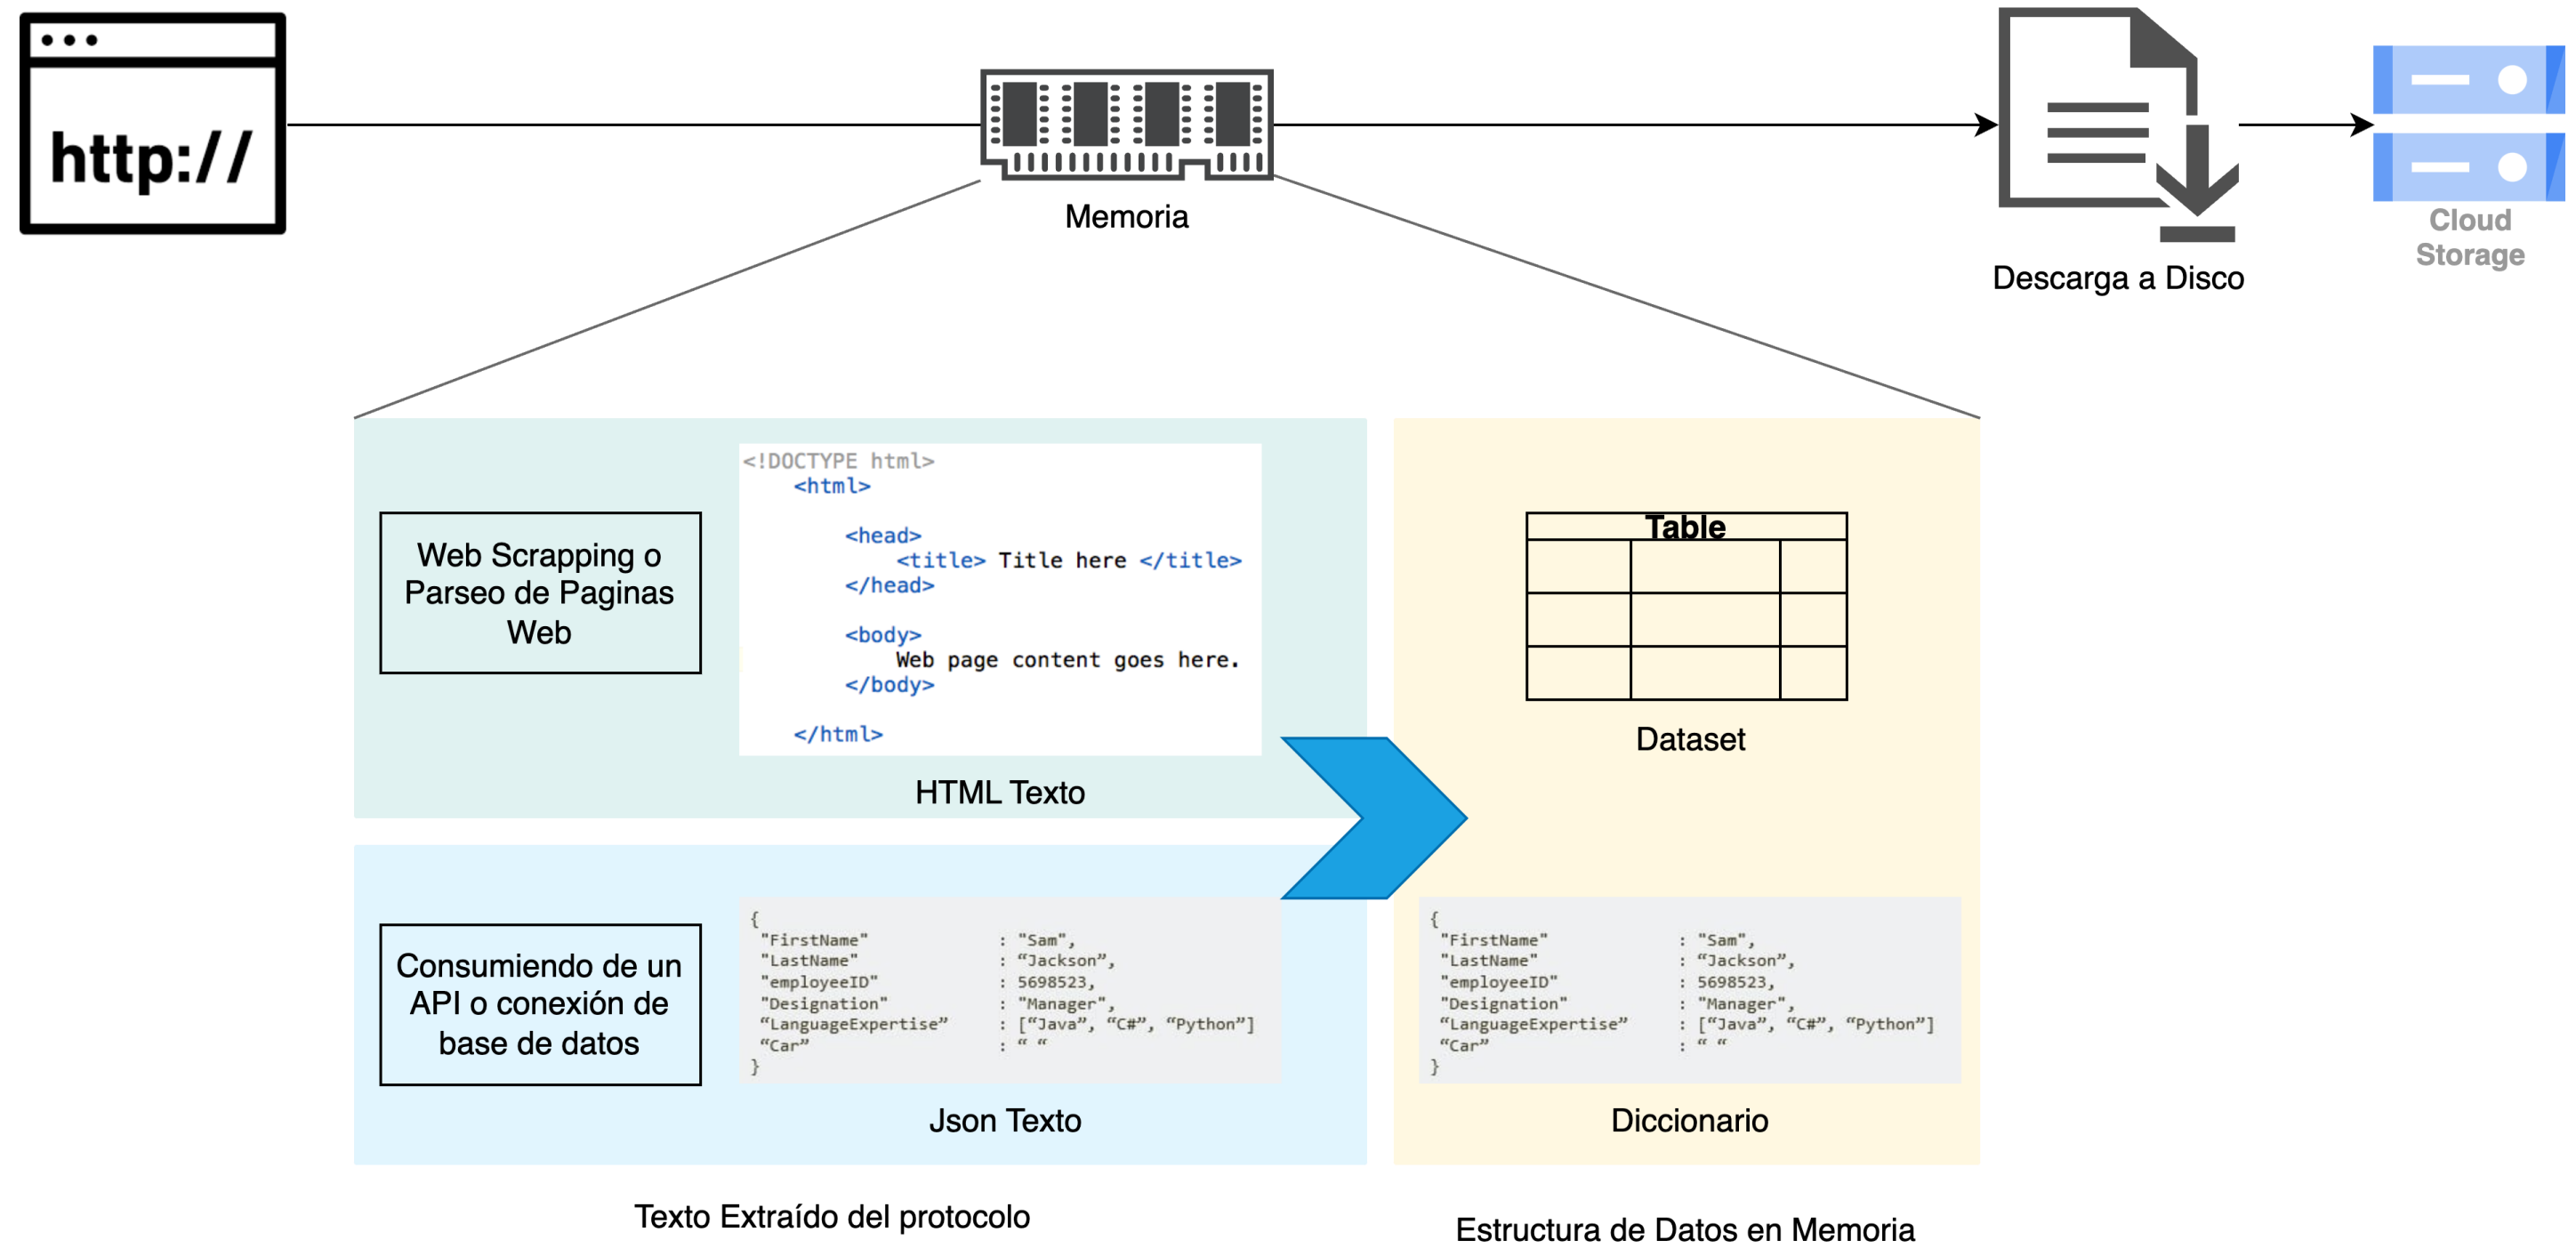 http://
Memoria
Descarga a Disco
Cloud
Storage
Web Scrapping o
Parseo de Paginas
Web
<!DOCTYPE html>
<html>
<head>
<title> Title here </title>
</head>
<body>
Web page content goes here.
</body>
</html>
HTML Texto
Table
Dataset
Consumiendo de un
API o conexión de
base de datos
{
"FirstName" : "Sam",
"LastName" : “Jackson”,
"employeeID" : 5698523,
"Designation" : "Manager",
“LanguageExpertise” : [“Java”, “C#”, “Python”]
“Car” : “ “
}
Json Texto
{
"FirstName" : "Sam",
"LastName" : “Jackson”,
"employeeID" : 5698523,
"Designation" : "Manager",
“LanguageExpertise” : [“Java”, “C#”, “Python”]
“Car” : “ “
}
Diccionario
Texto Extraído del protocolo
Estructura de Datos en Memoria